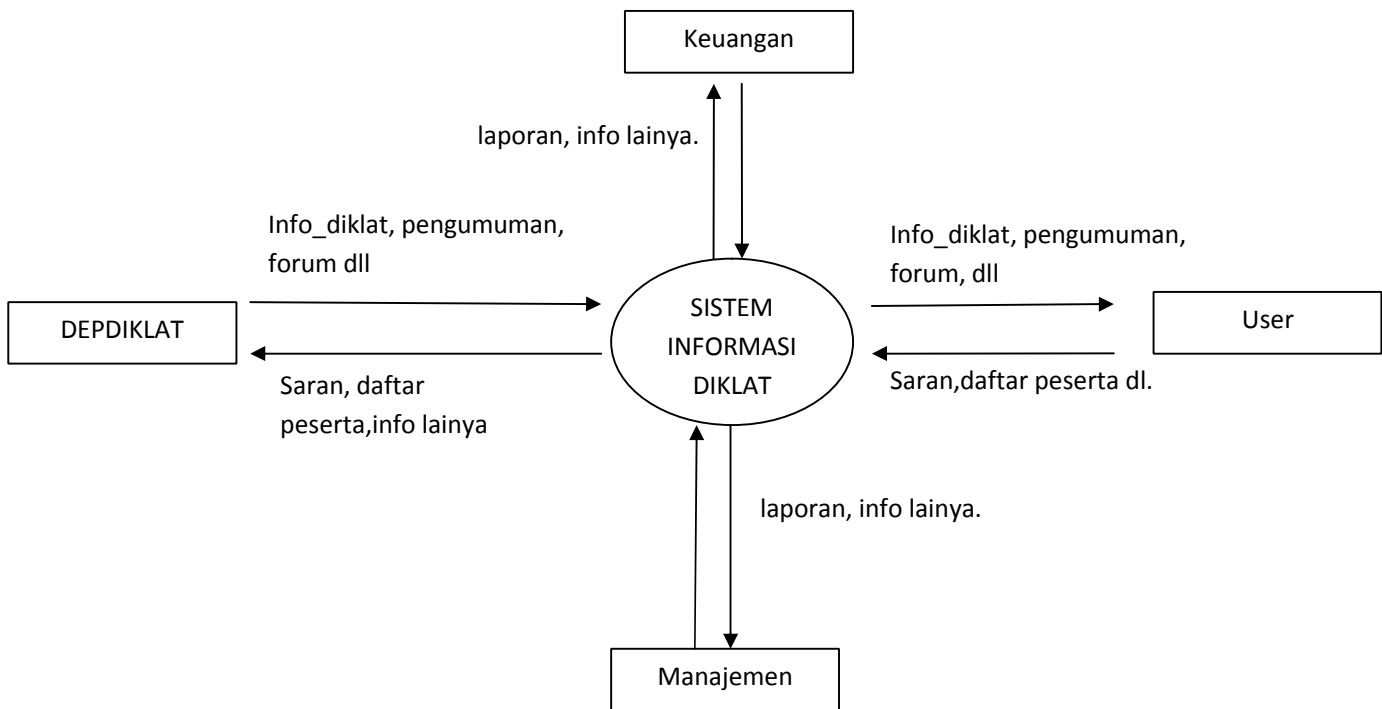 Keuangan
laporan, info lainya.
Info_diklat, pengumuman,
forum dll
Info_diklat, pengumuman,
forum, dll
DEPDIKLAT
SISTEM
INFORMASI
DIKLAT
User
Saran, daftar
peserta,info lainya
Saran,daftar peserta dl.
laporan, info lainya.
Manajemen